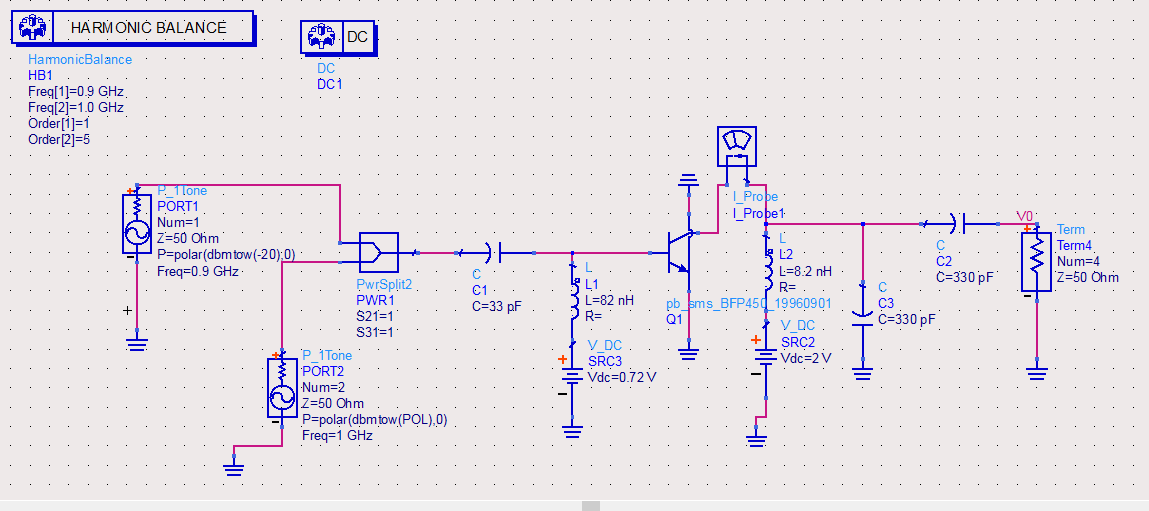 HARMONIC BALANCE
HarmonicBalance
HB1
Freq[1]=0.9 GHz
Freq[2]=1.0 GHz
Order[1]=1
Order[2]=5
DC
DC
DC1
P_1Tone
PORT1
Num=1
Z=50 Ohm
P=polar(dbmtow(-20),0)
Freq=0.9 GHz
P_1Tone
PORT2
Num=2
Z=50 Ohm
P=polar(dbmtow(POL),0)
Freq=1 GHz
PwrSplit2
PWR1
S21=1
S31=1
C
C1
C=33 pF
L
L1
L=82 nH
R=
V_DC
SRC3
Vdc=0.72 V
pb_sms_BFP450_19960901
Q1
I_Probe
I_Probe1
L
L2
L=8.2 nH
R=
V_DC
SRC2
Vdc=2 V
C
C3
C=330 pF
C
C2
C=330 pF
V0
Term
Term4
Num=4
Z=50 Ohm